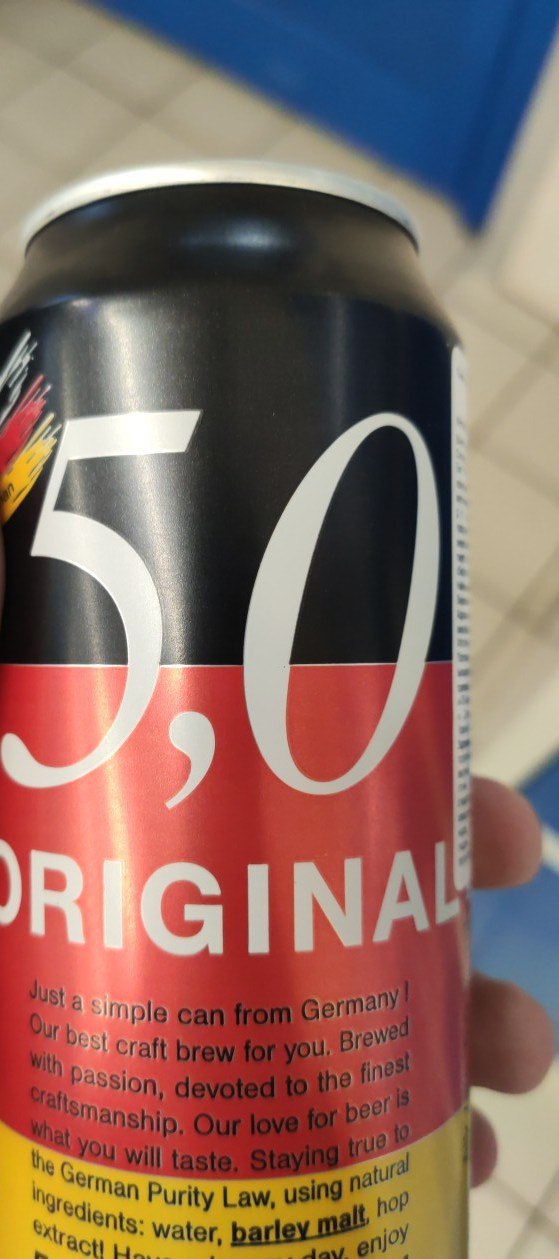 5,0
ORIGINAL
Just a simple can from Germany!
Our best craft brew for you. Brewed
with passion, devoted to the finest
craftsmanship. Our love for beer is
what you will taste. Staying true to
the German Purity Law, using natural
ingredients: water, barley malt, hop
extract! day, enjoy